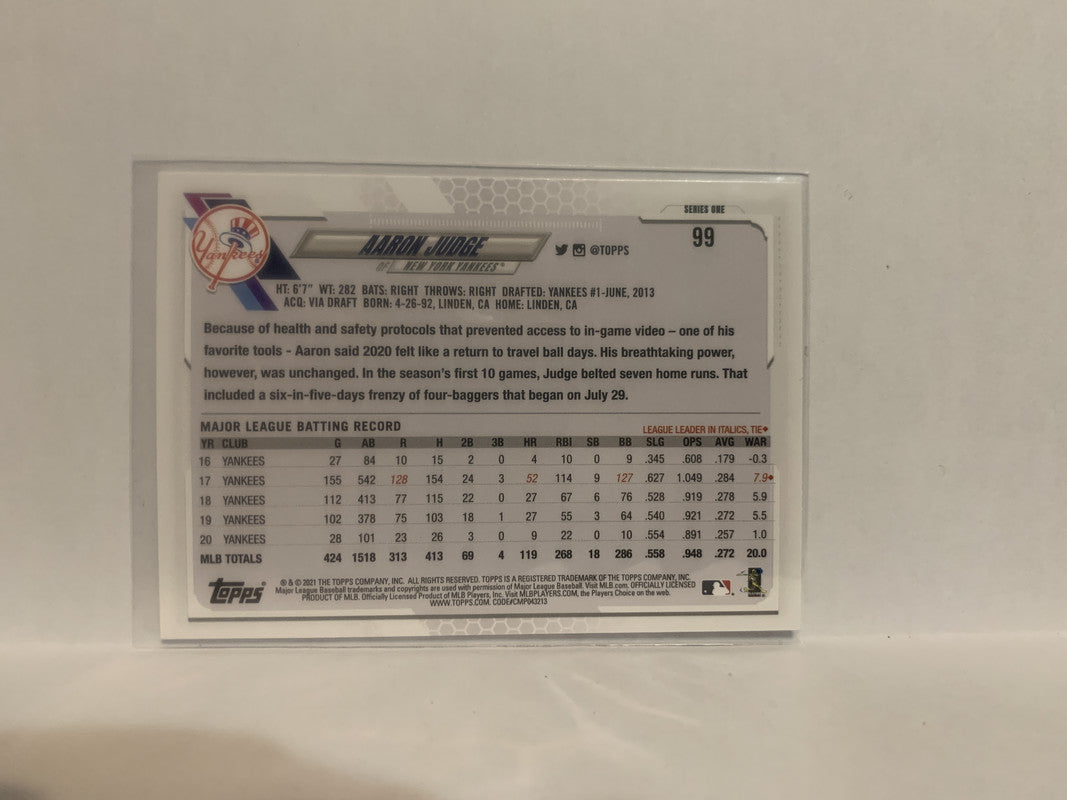 SERIES ONE
99
Yankees
AARON JUDGE
OF NEW YORK YANKEES®
@TOPPS
HT: 6'7" WT: 282 BATS: RIGHT THROWS: RIGHT DRAFTED: YANKEES #1-JUNE, 2013
ACQ: VIA DRAFT BORN: 4-26-92, LINDEN, CA HOME: LINDEN, CA
Because of health and safety protocols that prevented access to in-game video – one of his
favorite tools - Aaron said 2020 felt like a return to travel ball days. His breathtaking power,
however, was unchanged. In the season's first 10 games, Judge belted seven home runs. That
included a six-in-five-days frenzy of four-baggers that began on July 29.
MAJOR LEAGUE BATTING RECORD LEAGUE LEADER IN ITALICS, TIE♦
YR CLUB G AB R H 2B 3B HR RBI SB BB SLG OPS AVG WAR
16 YANKEES 27 84 10 15 2 0 4 10 0 9 .345 .608 .179 -0.3
17 YANKEES 155 542 128 154 24 3 52 114 9 127 .627 1.049 .284 7.9♦
18 YANKEES 112 413 77 115 22 0 27 67 6 76 .528 .919 .278 5.9
19 YANKEES 102 378 75 103 18 1 27 55 3 64 .540 .921 .272 5.5
20 YANKEES 28 101 23 26 3 0 9 22 0 10 .554 .891 .257 1.0
MLB TOTALS 424 1518 313 413 69 4 119 268 18 286 .558 .948 .272 20.0
Topps
® & © 2021 THE TOPPS COMPANY, INC. ALL RIGHTS RESERVED. TOPPS IS A REGISTERED TRADEMARK OF THE TOPPS COMPANY, INC.
Major League Baseball trademarks and copyrights are used with permission of Major League Baseball. Visit MLB.com. OFFICIALLY LICENSED
PRODUCT OF MLB. Officially Licensed Product of MLB Players, Inc. Visit MLBPLAYERS.COM, the Players Choice on the web.
WWW.TOPPS.COM. CODE#CMP043213